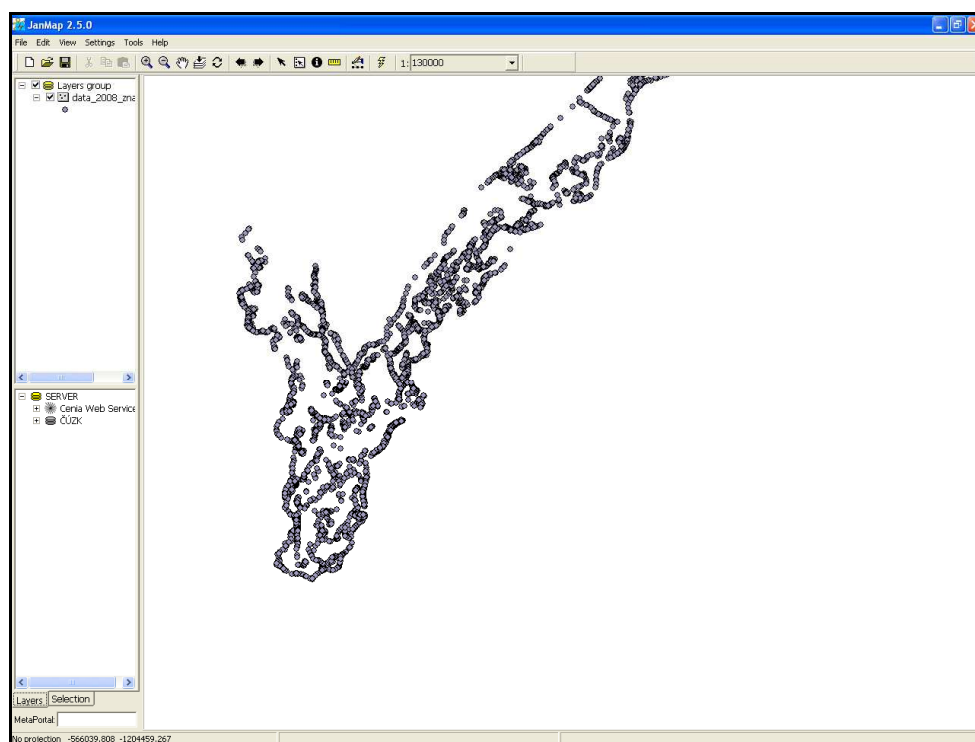 JanMap 2.5.0
File Edit View Settings Tools Help
1: 130000
Layers group
data_2008_zna
SERVER
Cenia Web Service
ČÚZK
Layers Selection
MetaPortal:
No projection -566039.808 -1204459.267